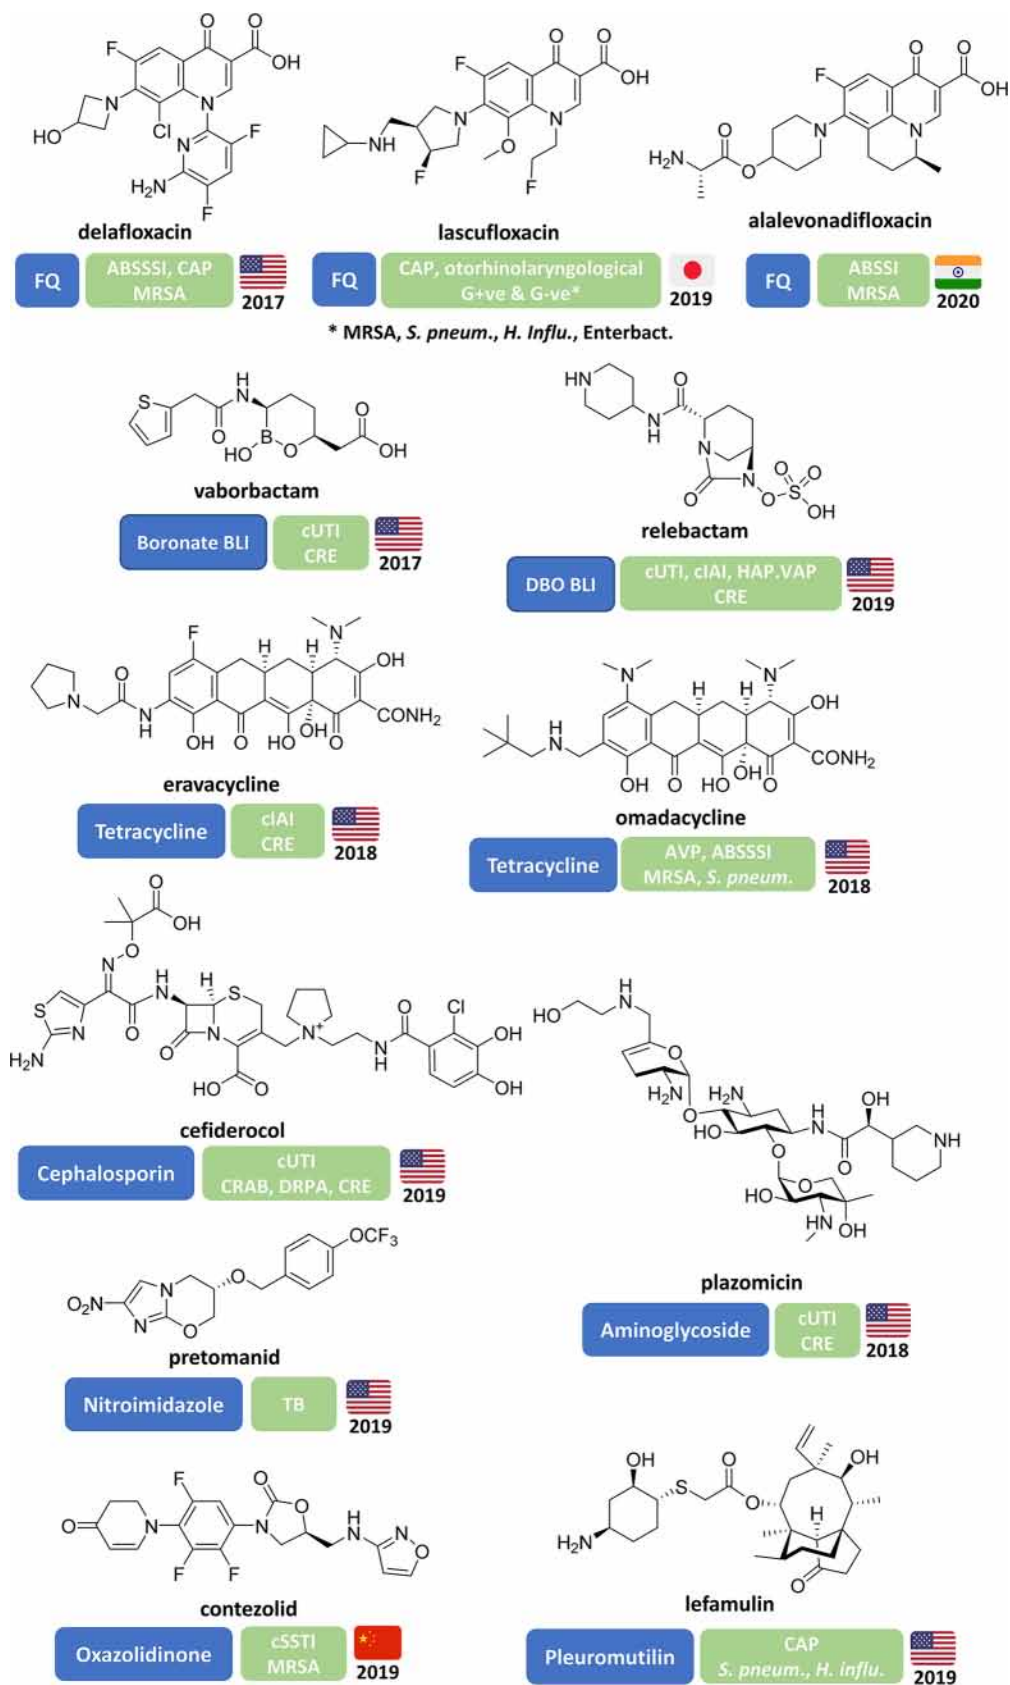 delafloxacin
FQ
ABSSSI, CAP
MRSA
2017
lascufloxacin
FQ
CAP, otorhinolaryngological
G+ve & G-ve*
2019
alalevonadifloxacin
FQ
ABSSI
MRSA
2020
* MRSA, S. pneum., H. Influ., Enterbact.
vaborbactam
Boronate BLI
cUTI
CRE
2017
relebactam
DBO BLI
cUTI, cIAI, HAP.VAP
CRE
2019
eravacycline
Tetracycline
cIAI
CRE
2018
omadacycline
Tetracycline
AVP, ABSSSI
MRSA, S. pneum.
2018
cefiderocol
Cephalosporin
cUTI
CRAB, DRPA, CRE
2019
plazomicin
Aminoglycoside
cUTI
CRE
2018
pretomanid
Nitroimidazole
TB
2019
contezolid
Oxazolidinone
cSSTI
MRSA
2019
lefamulin
Pleuromutilin
CAP
S. pneum., H. influ.
2019